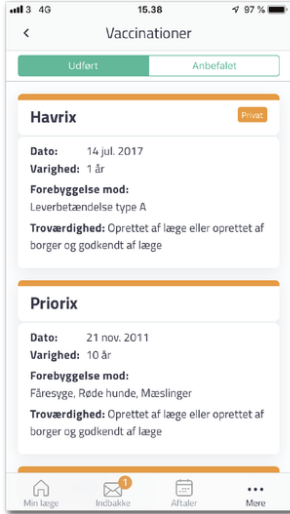 3 4G 15.38 97 %
Vaccinationer
Udført Anbefalet
Havrix Privat
Dato: 14 jul. 2017
Varighed: 1 år
Forebyggelse mod:
Leverbetændelse type A
Troværdighed: Oprettet af læge eller oprettet af
borger og godkendt af læge
Priorix
Dato: 21 nov. 2011
Varighed: 10 år
Forebyggelse mod:
Fåresyge, Røde hunde, Mæslinger
Troværdighed: Oprettet af læge eller oprettet af
borger og godkendt af læge
1
Min læge Indbakke Aftaler Mere